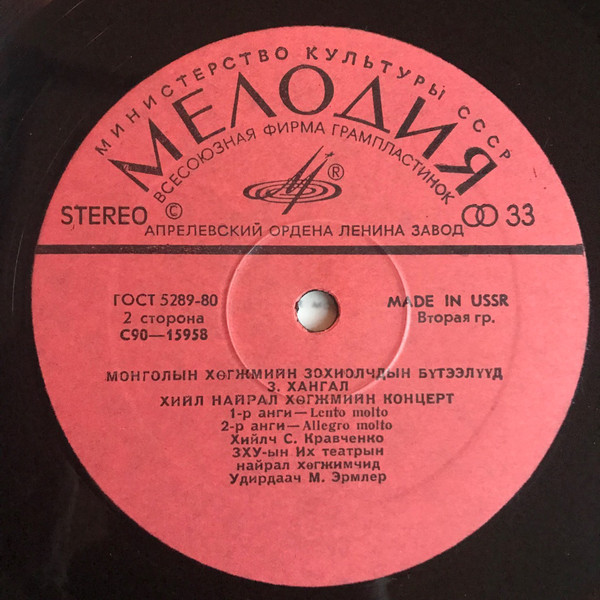 МИНИСТЕРСТВО КУЛЬТУРЫ СССР
МЕЛОДИЯ
ВСЕСОЮЗНАЯ ФИРМА ГРАМПЛАСТИНОК
®
STEREO © 33
АПРЕЛЕВСКИЙ ОРДЕНА ЛЕНИНА ЗАВОД
ГОСТ 5289-80 MADE IN USSR
2 сторона Вторая гр.
С90—15958
МОНГОЛЫН ХӨГЖМИЙН ЗОХИОЛЧДЫН БҮТЭЭЛҮҮД
З. ХАНГАЛ
ХИЙЛ НАЙРАЛ ХӨГЖМИЙН КОНЦЕРТ
1-р анги—Lento molto
2-р анги—Allegro molto
Хийлч С. Кравченко
ЗХУ-ын Их театрын
найрал хөгжимчид
Удирдаач М. Эрмлер